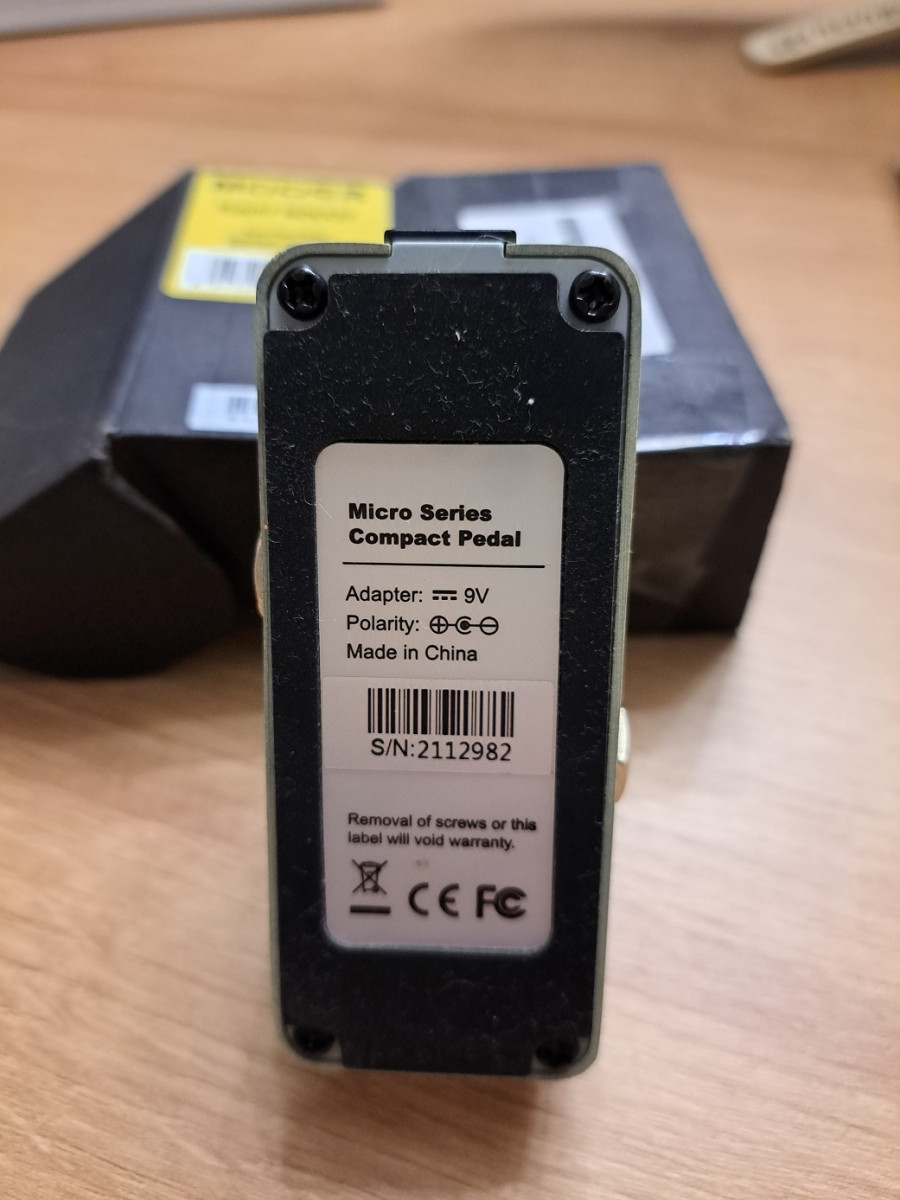 Micro Series
Compact Pedal
Adapter: ⎓ 9V
Polarity:
Made in China
S/N:2112982
Removal of screws or this
label will void warranty.
CE FC